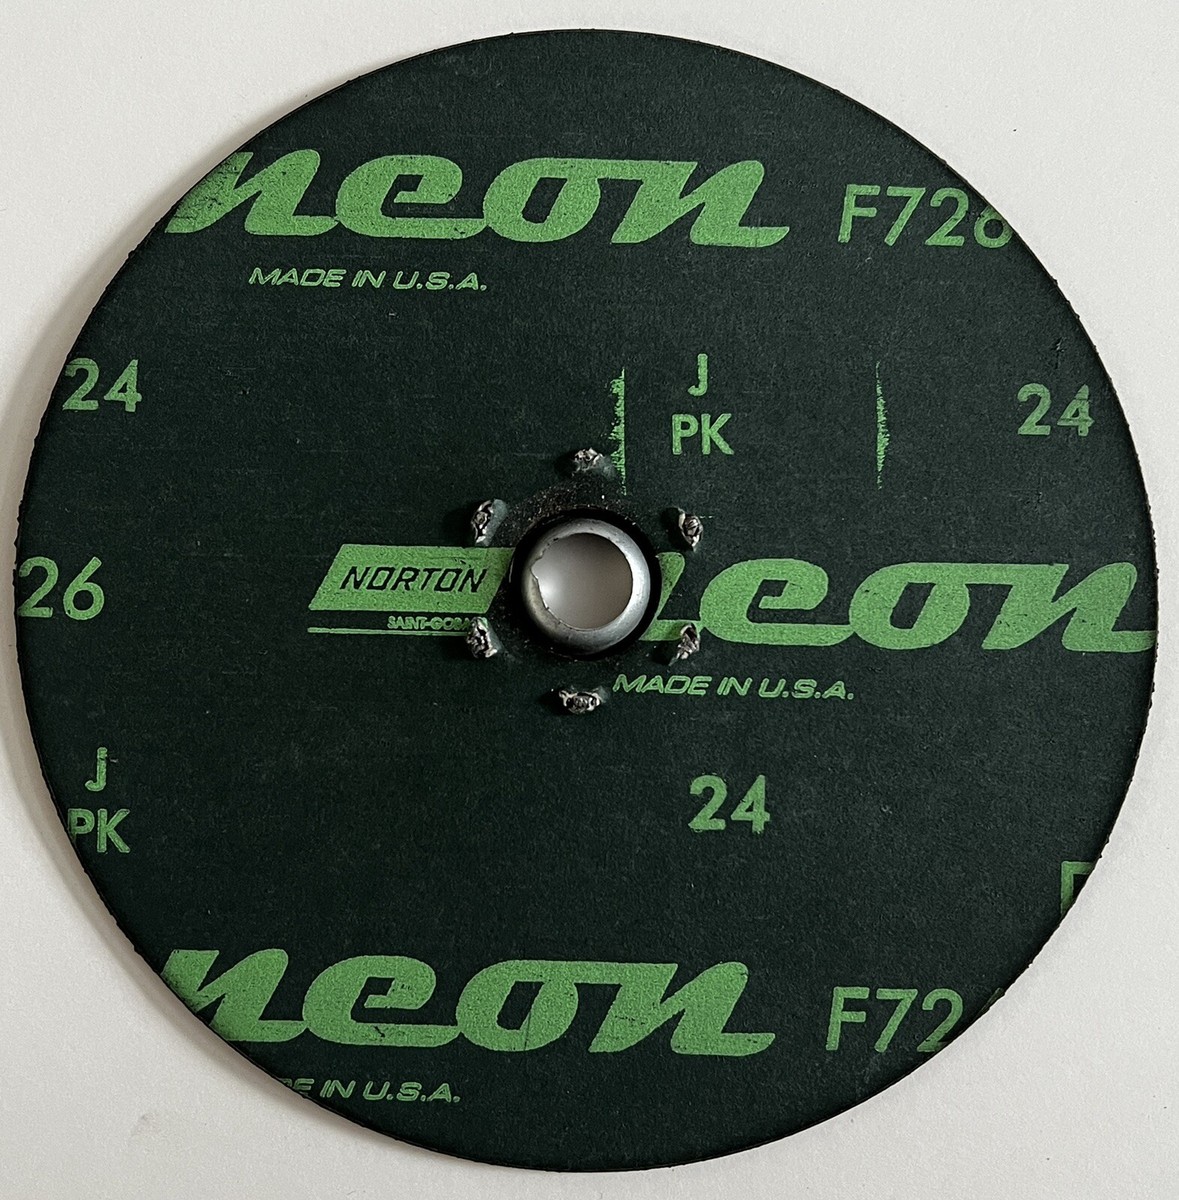 neon F726
MADE IN U.S.A.
24 J 24
PK
26 NORTON neon
MADE IN U.S.A.
J
PK
24
neon F72
IN U.S.A.